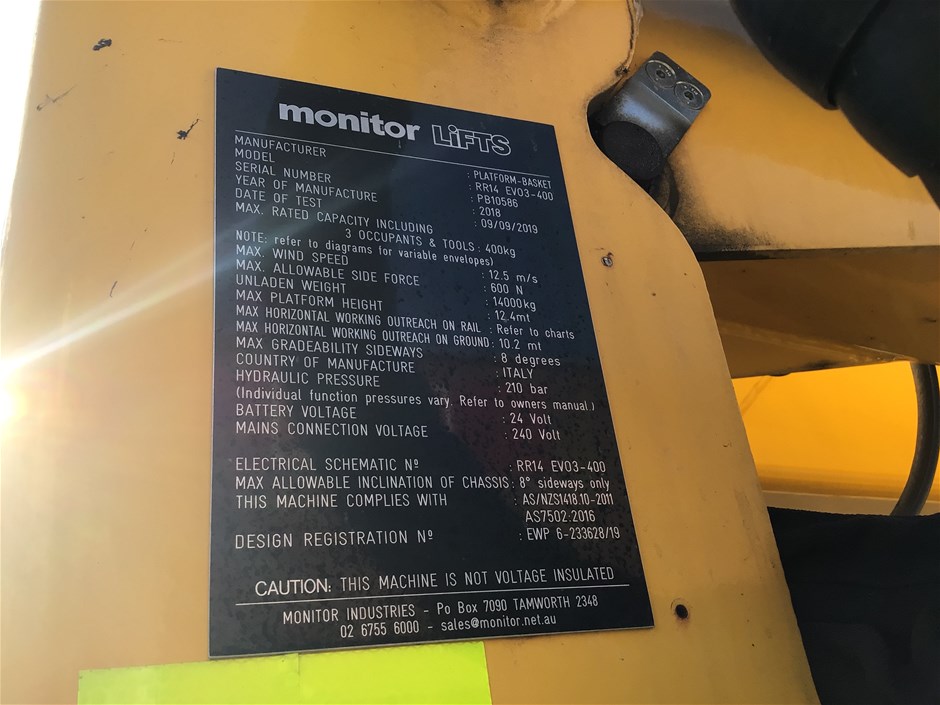 monitor LiFTS
MANUFACTURER : PLATFORM-BASKET
MODEL : RR14 EVO3-400
SERIAL NUMBER : PB10586
YEAR OF MANUFACTURE : 2018
DATE OF TEST : 09/09/2019
MAX. RATED CAPACITY INCLUDING
3 OCCUPANTS & TOOLS : 400kg
NOTE: refer to diagrams for variable envelopes)
MAX. WIND SPEED : 12.5 m/s
MAX. ALLOWABLE SIDE FORCE : 600 N
UNLADEN WEIGHT : 14000kg
MAX PLATFORM HEIGHT : 12.4mt
MAX HORIZONTAL WORKING OUTREACH ON RAIL : Refer to charts
MAX HORIZONTAL WORKING OUTREACH ON GROUND : 10.2 mt
MAX GRADEABILITY SIDEWAYS : 8 degrees
COUNTRY OF MANUFACTURE : ITALY
HYDRAULIC PRESSURE : 210 bar
(Individual function pressures vary. Refer to owners manual.)
BATTERY VOLTAGE : 24 Volt
MAINS CONNECTION VOLTAGE : 240 Volt
ELECTRICAL SCHEMATIC Nº : RR14 EVO3-400
MAX ALLOWABLE INCLINATION OF CHASSIS : 8° sideways only
THIS MACHINE COMPLIES WITH : AS/NZS1418.10-2011
AS7502:2016
DESIGN REGISTRATION Nº : EWP 6-233628/19
CAUTION: THIS MACHINE IS NOT VOLTAGE INSULATED
MONITOR INDUSTRIES - Po Box 7090 TAMWORTH 2348
02 6755 6000 - sales@monitor.net.au